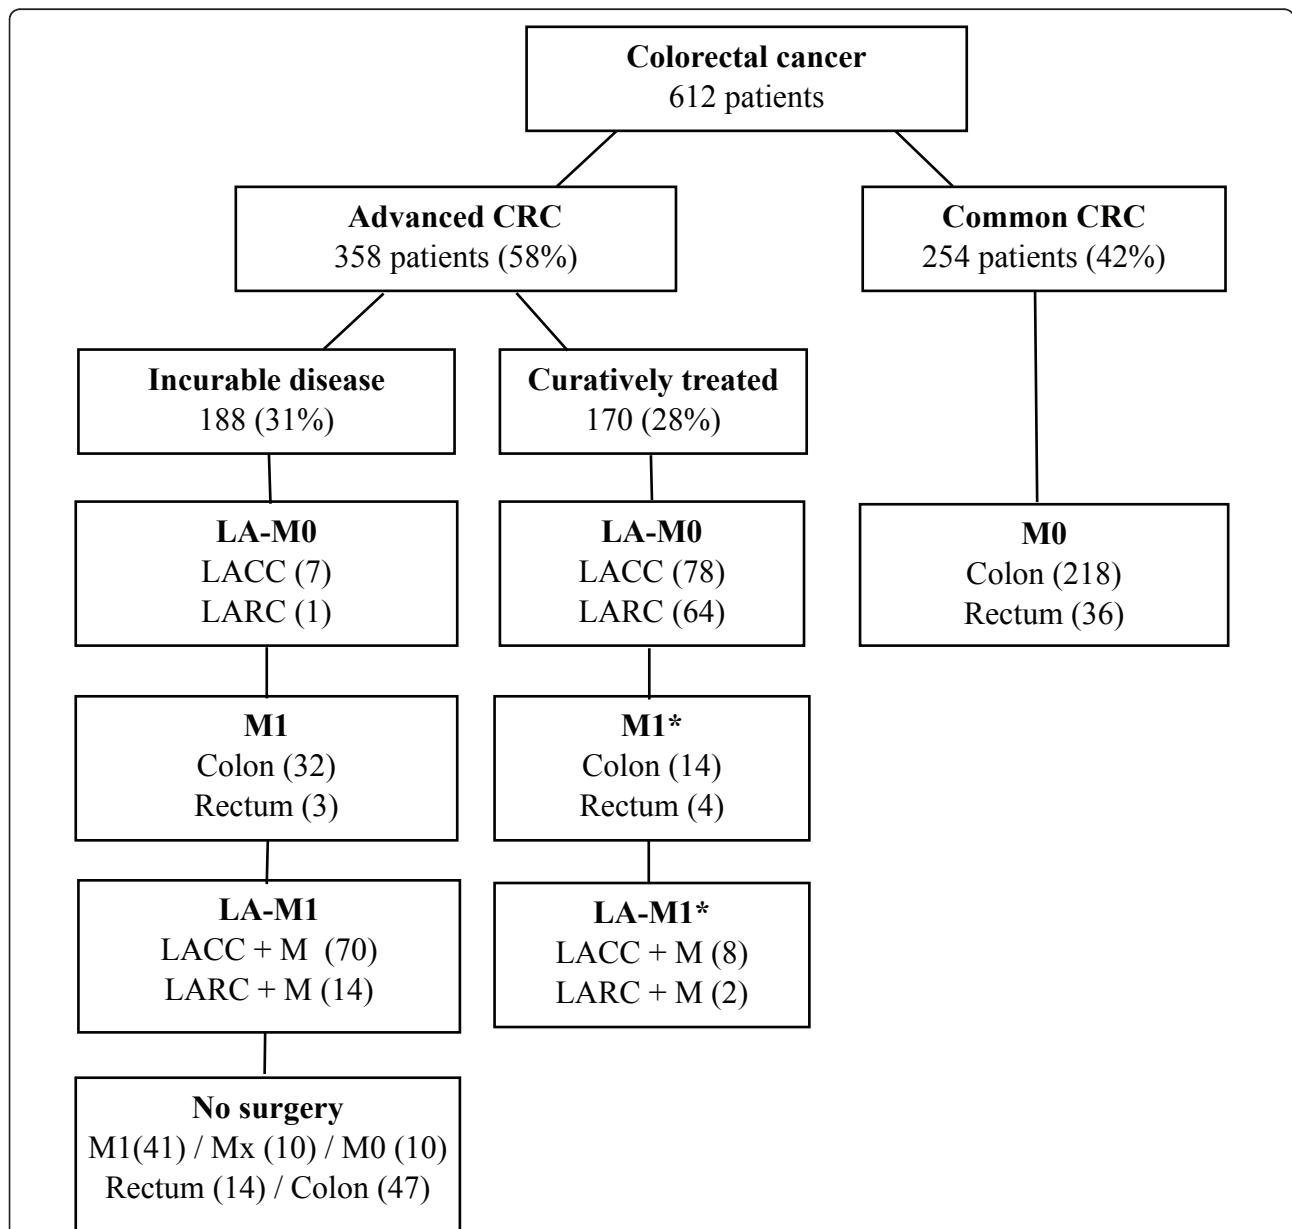 Colorectal cancer
612 patients
Advanced CRC
358 patients (58%)
Common CRC
254 patients (42%)
Incurable disease
188 (31%)
Curatively treated
170 (28%)
LA-M0
LACC (7)
LARC (1)
LA-M0
LACC (78)
LARC (64)
M0
Colon (218)
Rectum (36)
M1
Colon (32)
Rectum (3)
M1*
Colon (14)
Rectum (4)
LA-M1
LACC + M (70)
LARC + M (14)
LA-M1*
LACC + M (8)
LARC + M (2)
No surgery
M1(41) / Mx (10) / M0 (10)
Rectum (14) / Colon (47)